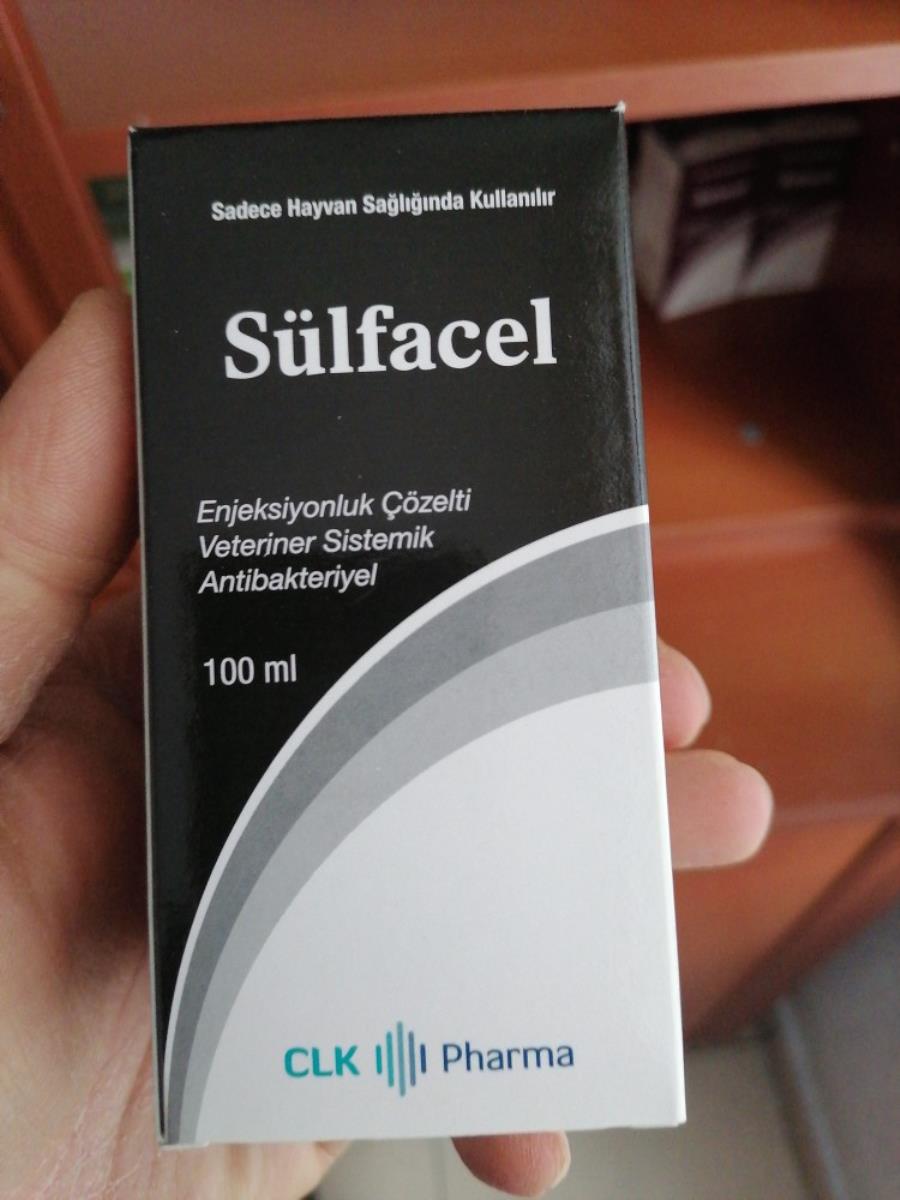 Sadece Hayvan Sağlığında Kullanılır
Sülfacel
Enjeksiyonluk Çözelti
Veteriner Sistemik
Antibakteriyel
100 ml
CLK Pharma